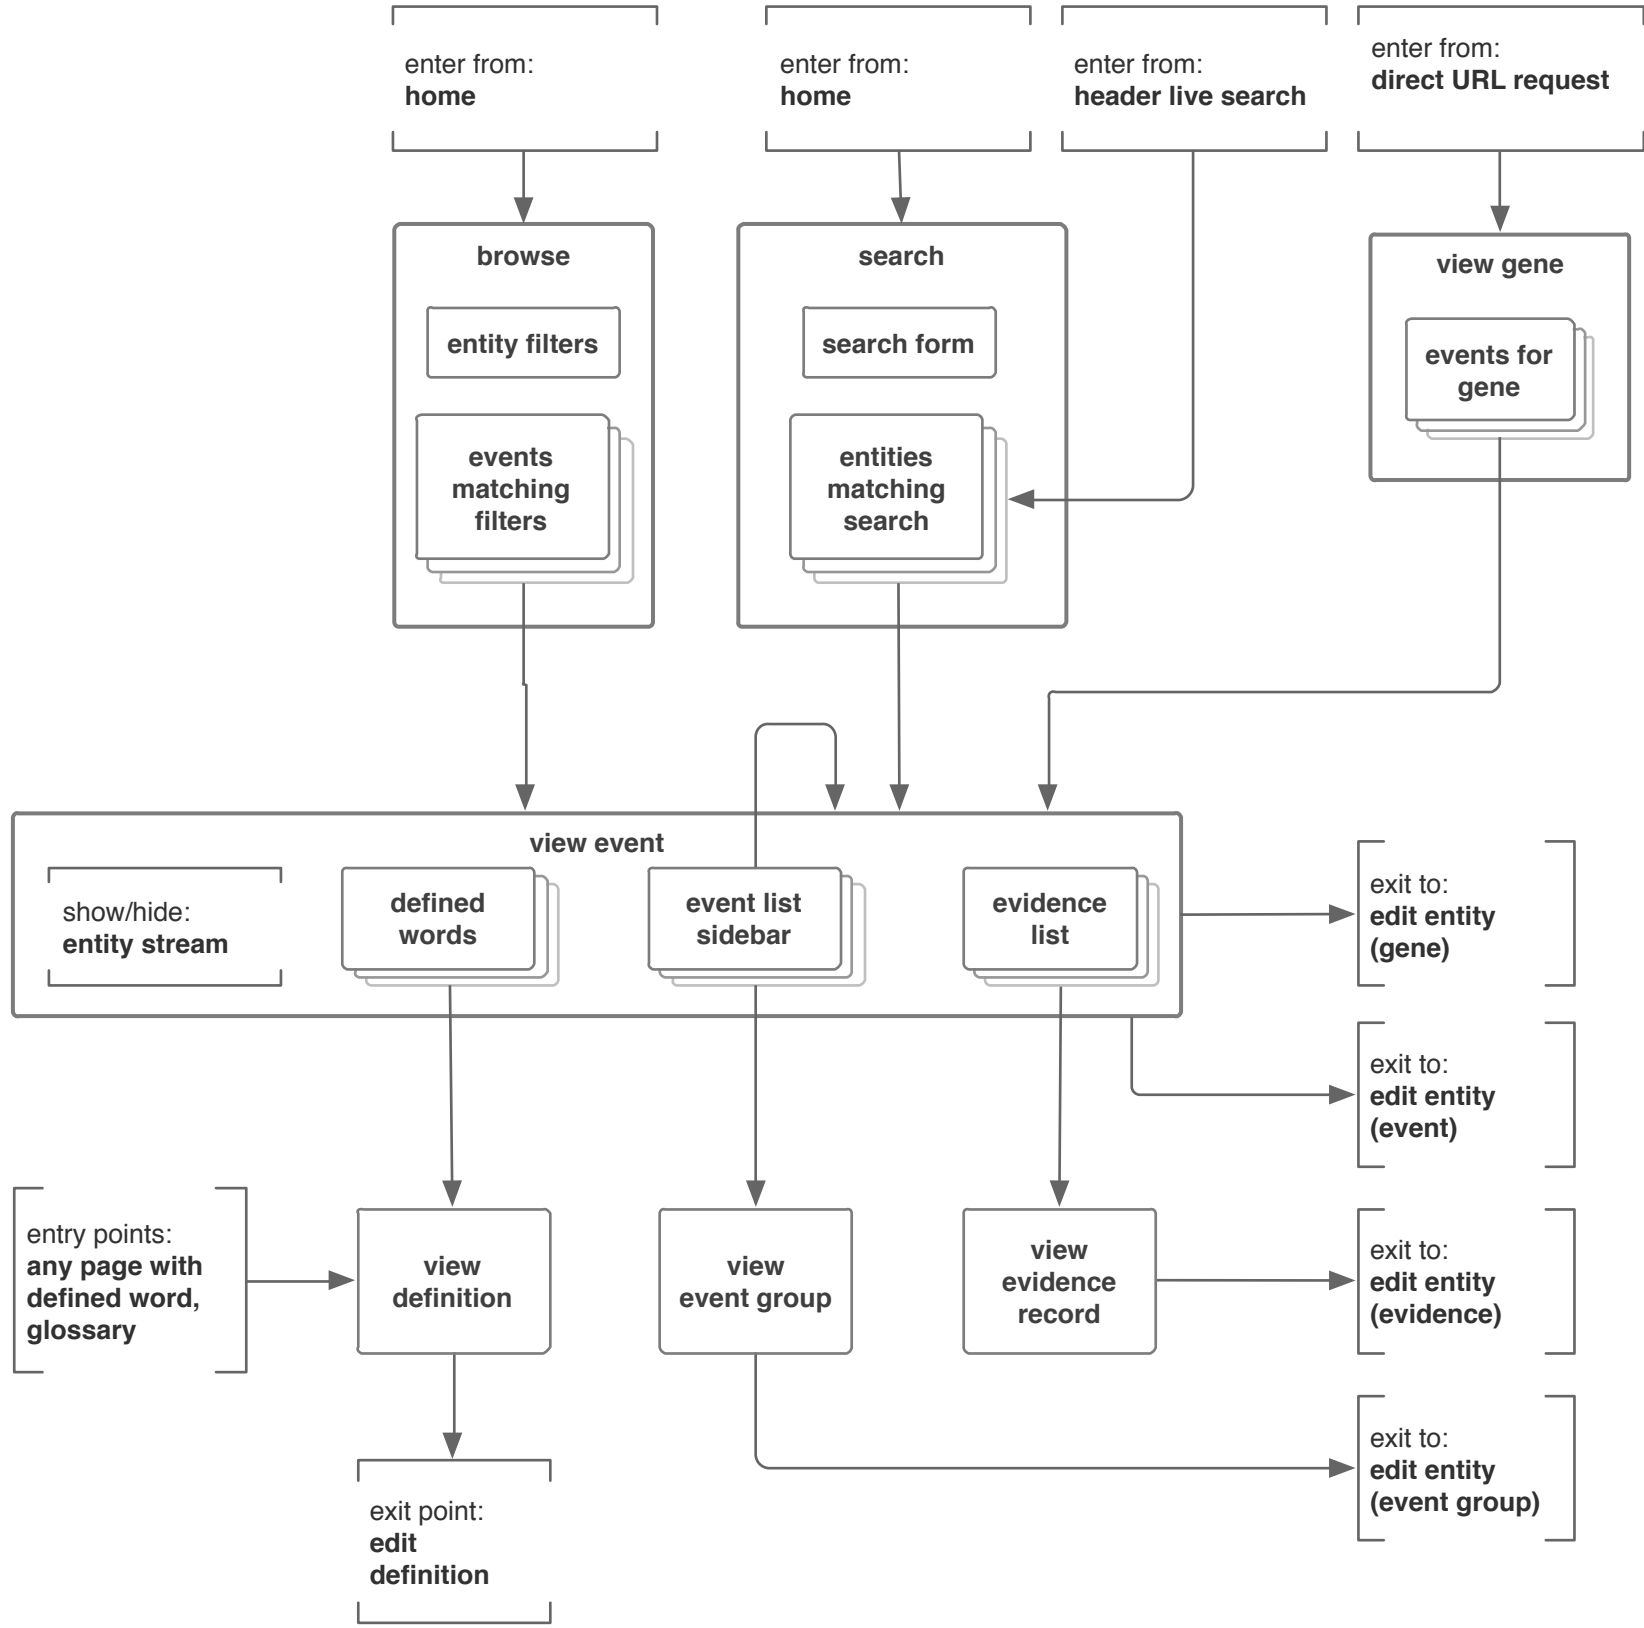 enter from:
home
enter from:
home
enter from:
header live search
enter from:
direct URL request
browse
entity filters
events
matching
filters
search
search form
entities
matching
search
view gene
events for
gene
view event
show/hide:
entity stream
defined
words
event list
sidebar
evidence
list
exit to:
edit entity
(gene)
exit to:
edit entity
(event)
entry points:
any page with
defined word,
glossary
view
definition
view
event group
view
evidence
record
exit to:
edit entity
(evidence)
exit to:
edit entity
(event group)
exit point:
edit
definition